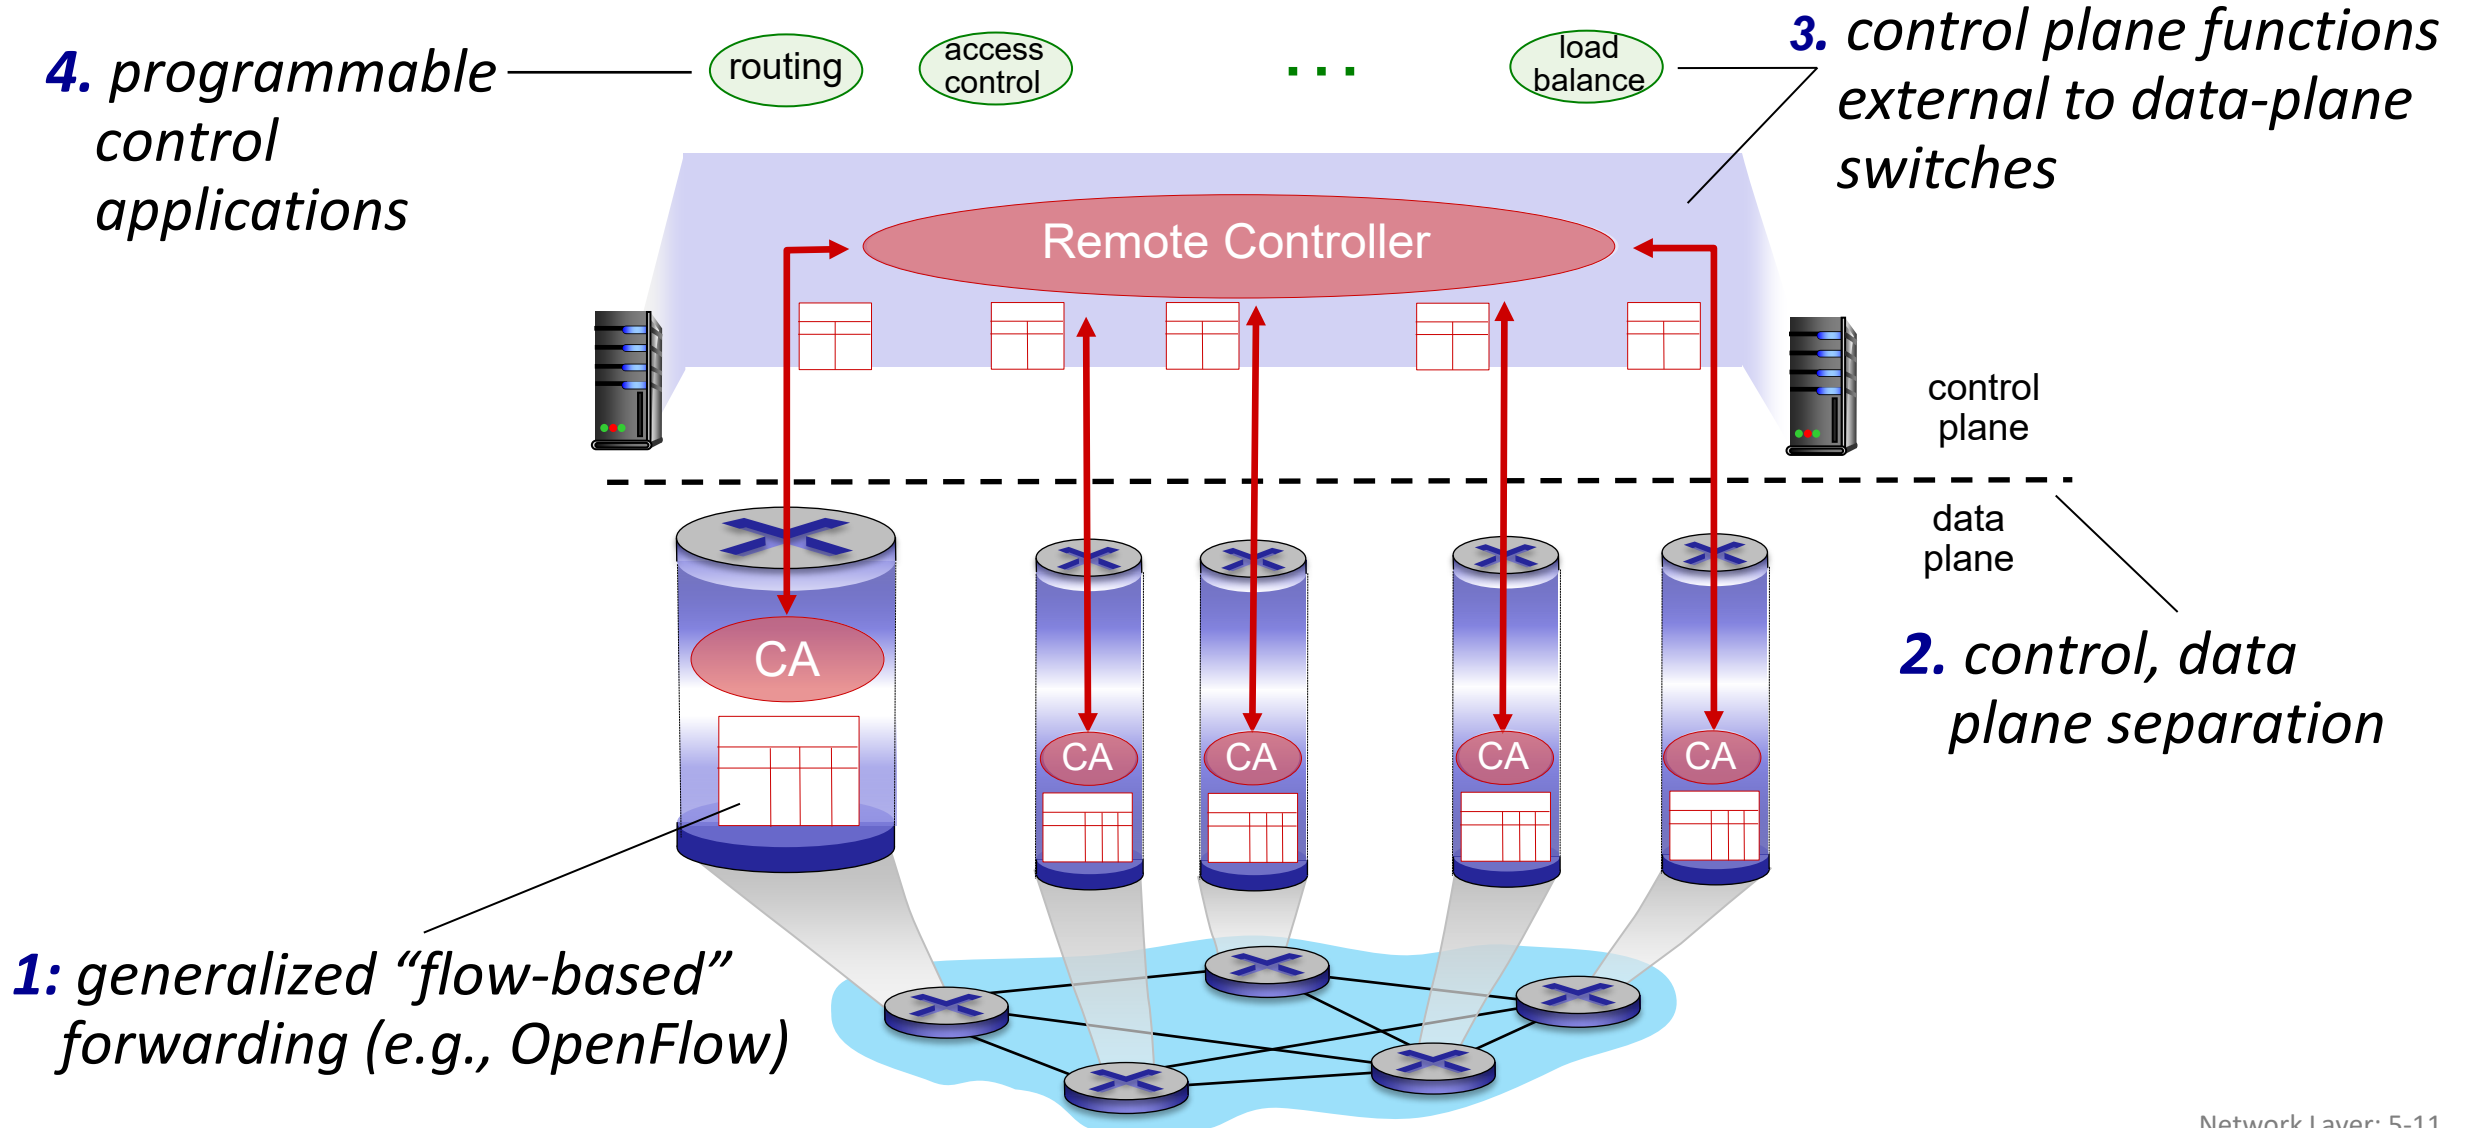 4. programmable
control
applications
routing
access
control
...
load
balance
3. control plane functions
external to data-plane
switches
Remote Controller
control
plane
data
plane
2. control, data
plane separation
CA
CA
CA
CA
CA
1: generalized “flow-based”
forwarding (e.g., OpenFlow)
Network Layer: 5-11